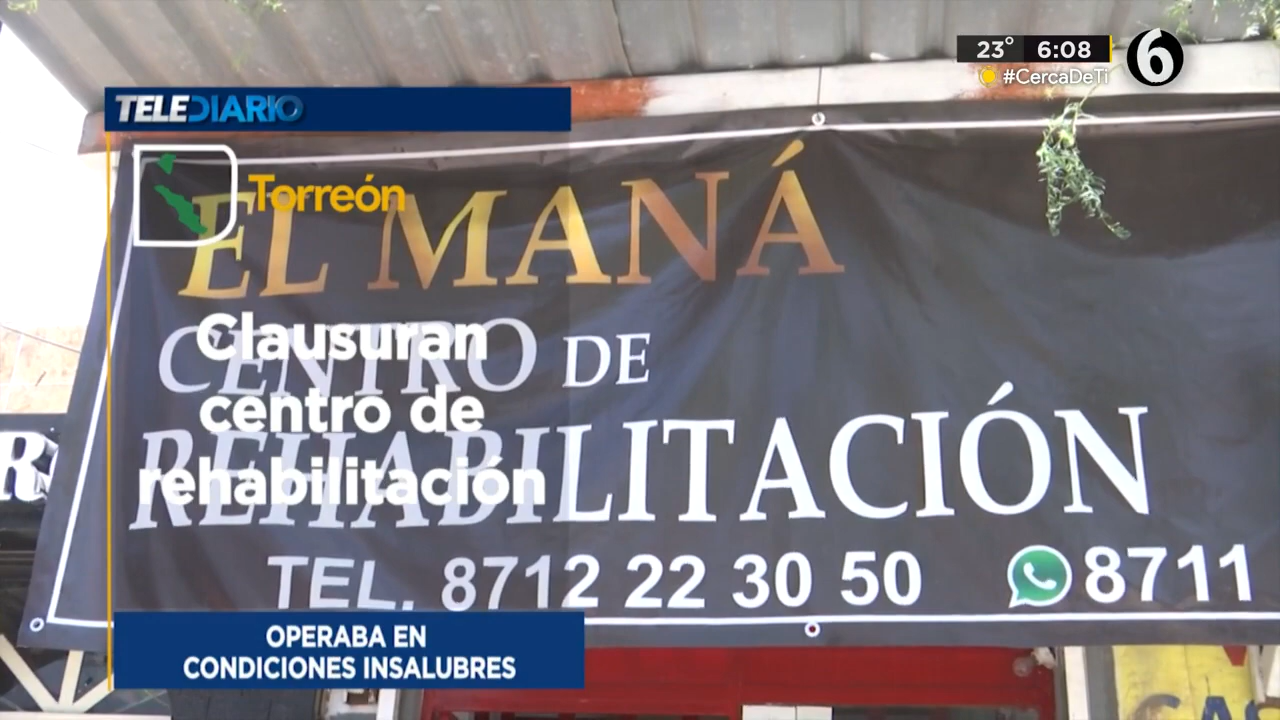 23° 6:08
#CercaDeTi
6
TELEDIARIO
Torreón
EL MANÁ
Clausuran
centro de
rehabilitación
CENTRO DE
REHABILITACIÓN
TEL. 8712 22 30 50
8711
OPERABA EN
CONDICIONES INSALUBRES